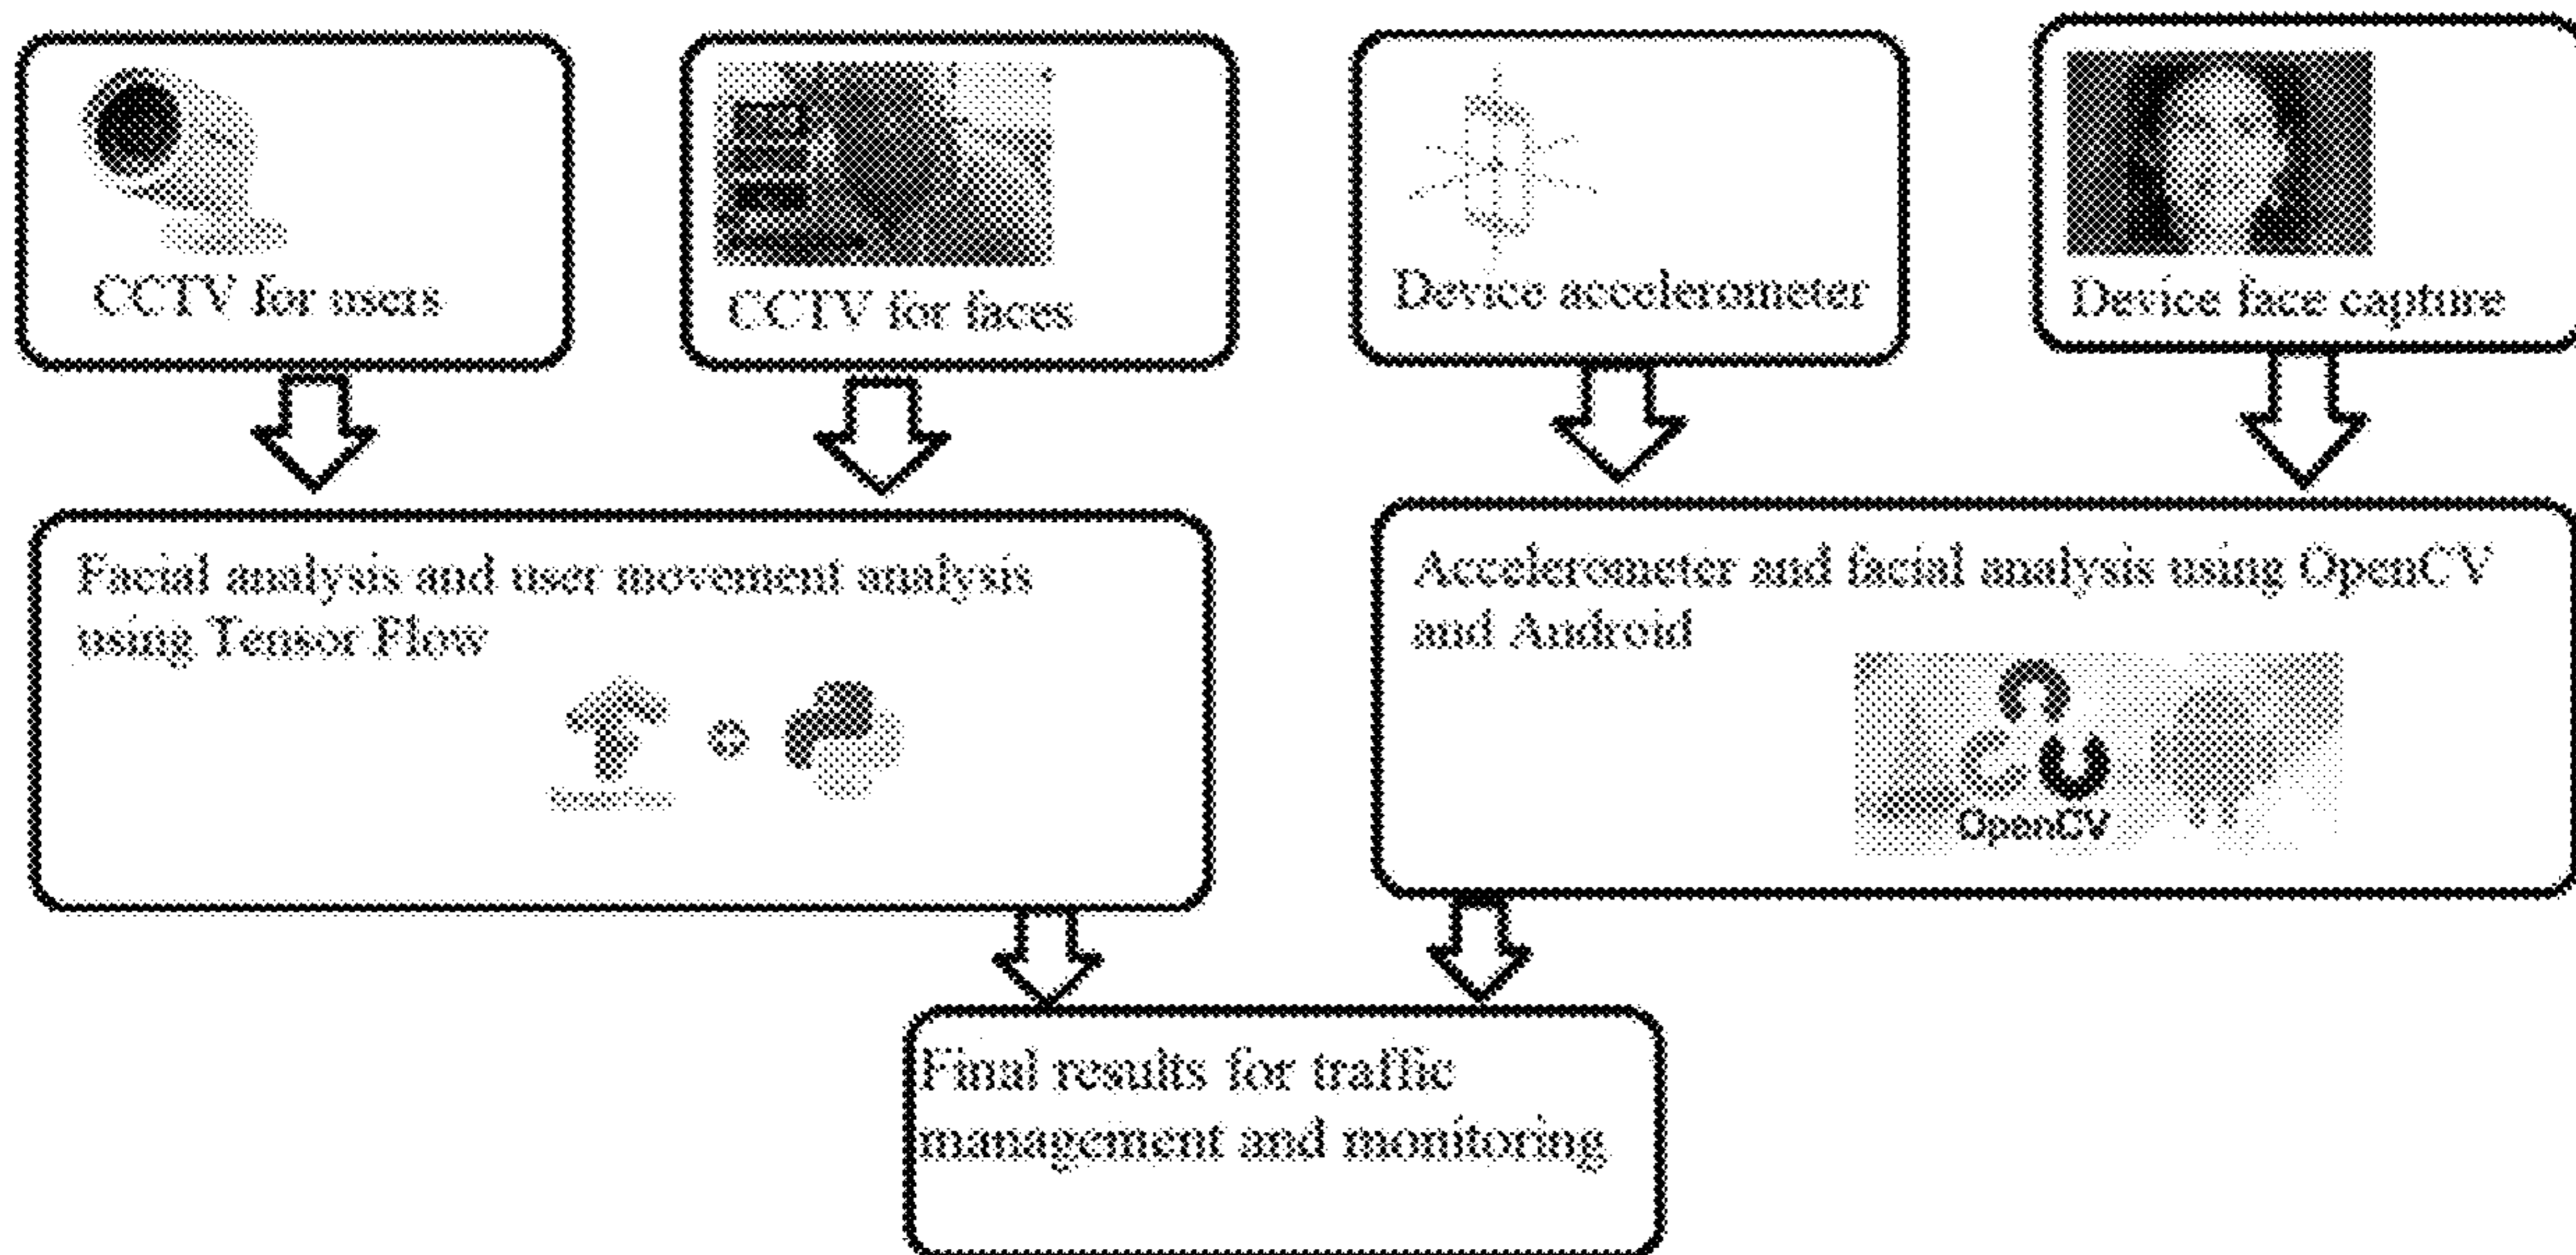 CCTV for users
CCTV for faces
Device accelerometer
Device face capture
Facial analysis and user movement analysis
using Tensor Flow
Accelerometer and facial analysis using OpenCV
and Android
OpenCV
Final results for traffic
management and monitoring